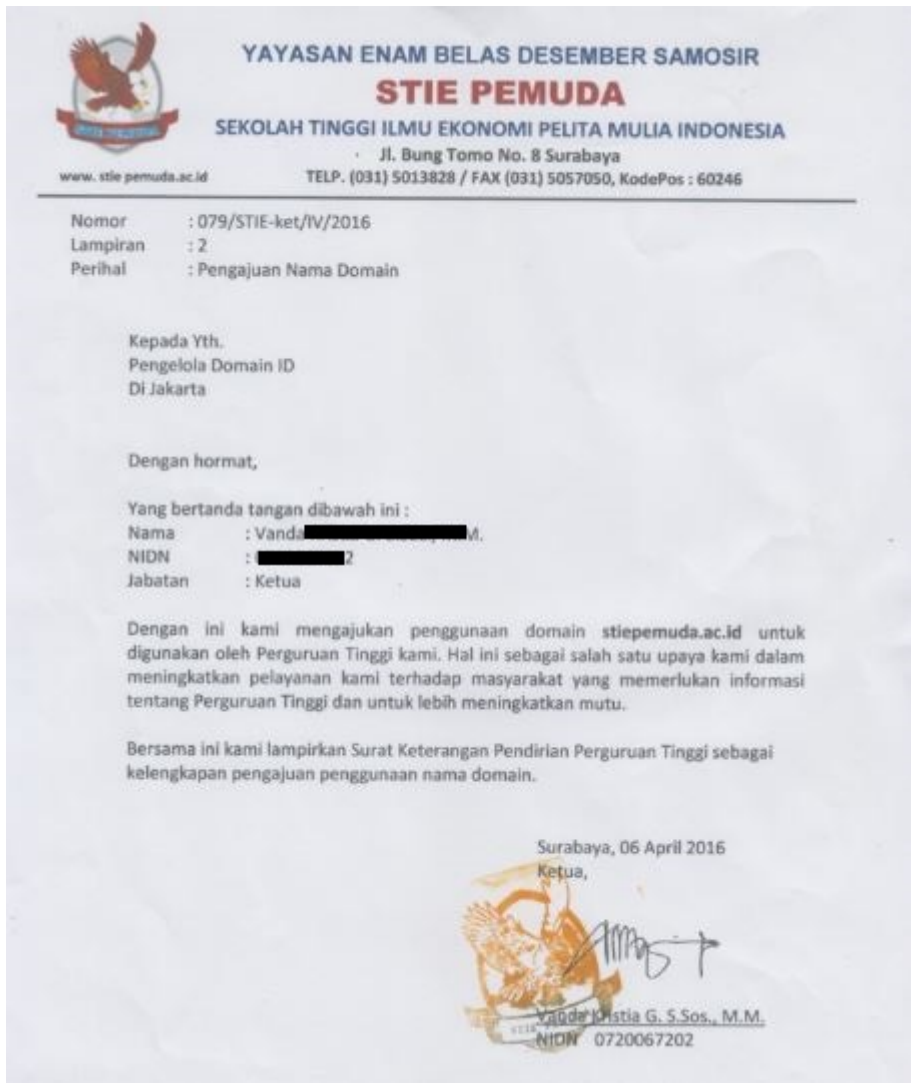 YAYASAN ENAM BELAS DESEMBER SAMOSIR
STIE PEMUDA
SEKOLAH TINGGI ILMU EKONOMI PELITA MULIA INDONESIA
Jl. Bung Tomo No. 8 Surabaya
www. stie pemuda.ac.id TELP. (031) 5013828 / FAX (031) 5057050, KodePos : 60246
STIE PEMUDA
Nomor : 079/STIE-ket/IV/2016
Lampiran : 2
Perihal : Pengajuan Nama Domain
Kepada Yth.
Pengelola Domain ID
Di Jakarta
Dengan hormat,
Yang bertanda tangan dibawah ini :
Nama : Vanda M.
NIDN : 2
Jabatan : Ketua
Dengan ini kami mengajukan penggunaan domain stiepemuda.ac.id untuk
digunakan oleh Perguruan Tinggi kami. Hal ini sebagai salah satu upaya kami dalam
meningkatkan pelayanan kami terhadap masyarakat yang memerlukan informasi
tentang Perguruan Tinggi dan untuk lebih meningkatkan mutu.
Bersama ini kami lampirkan Surat Keterangan Pendirian Perguruan Tinggi sebagai
kelengkapan pengajuan penggunaan nama domain.
Surabaya, 06 April 2016
Ketua,
Vanda Kristia G. S.Sos., M.M.
NIDN 0720067202